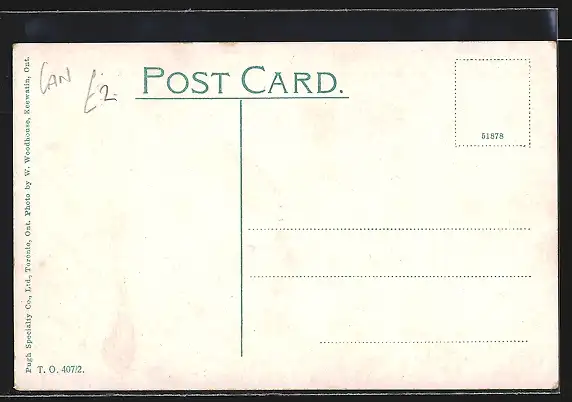 CAN
£2.
POST CARD.
51878
Pugh Specialty Co., Ltd., Toronto, Ont. Photo by W. Woodhouse, Keewatin, Ont.
T. O. 407/2.